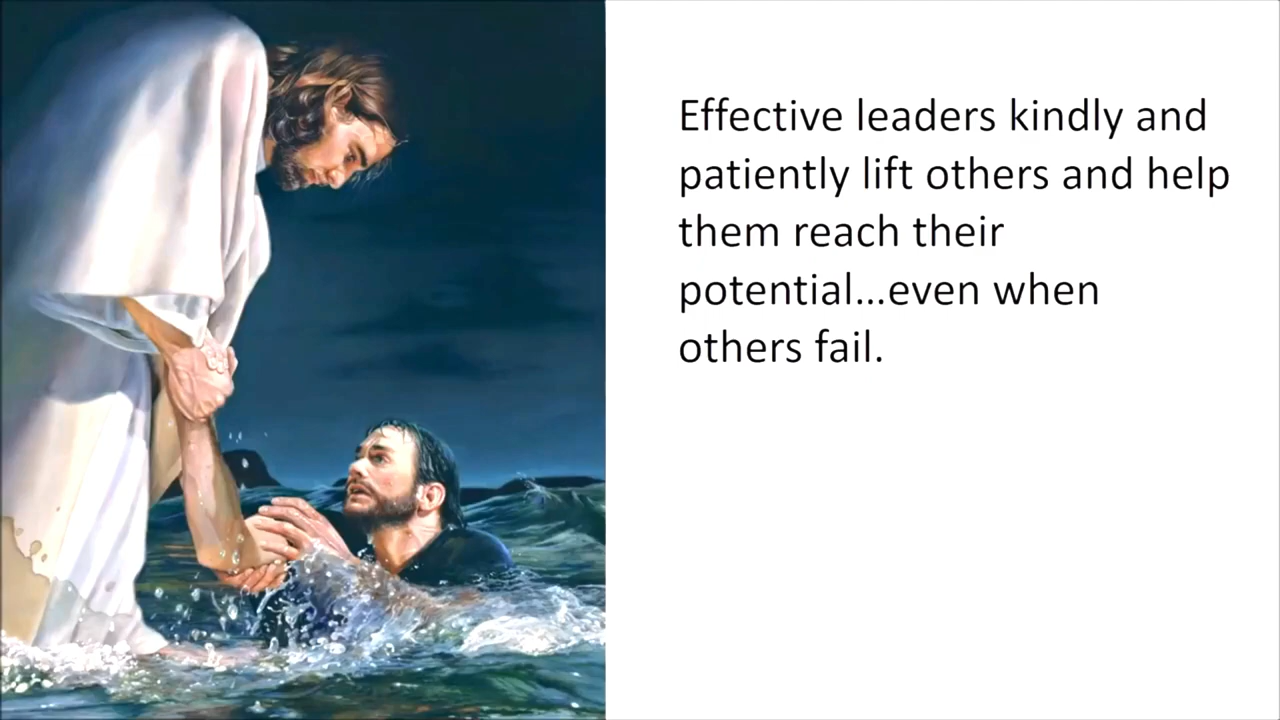 Effective leaders kindly and
patiently lift others and help
them reach their
potential...even when
others fail.